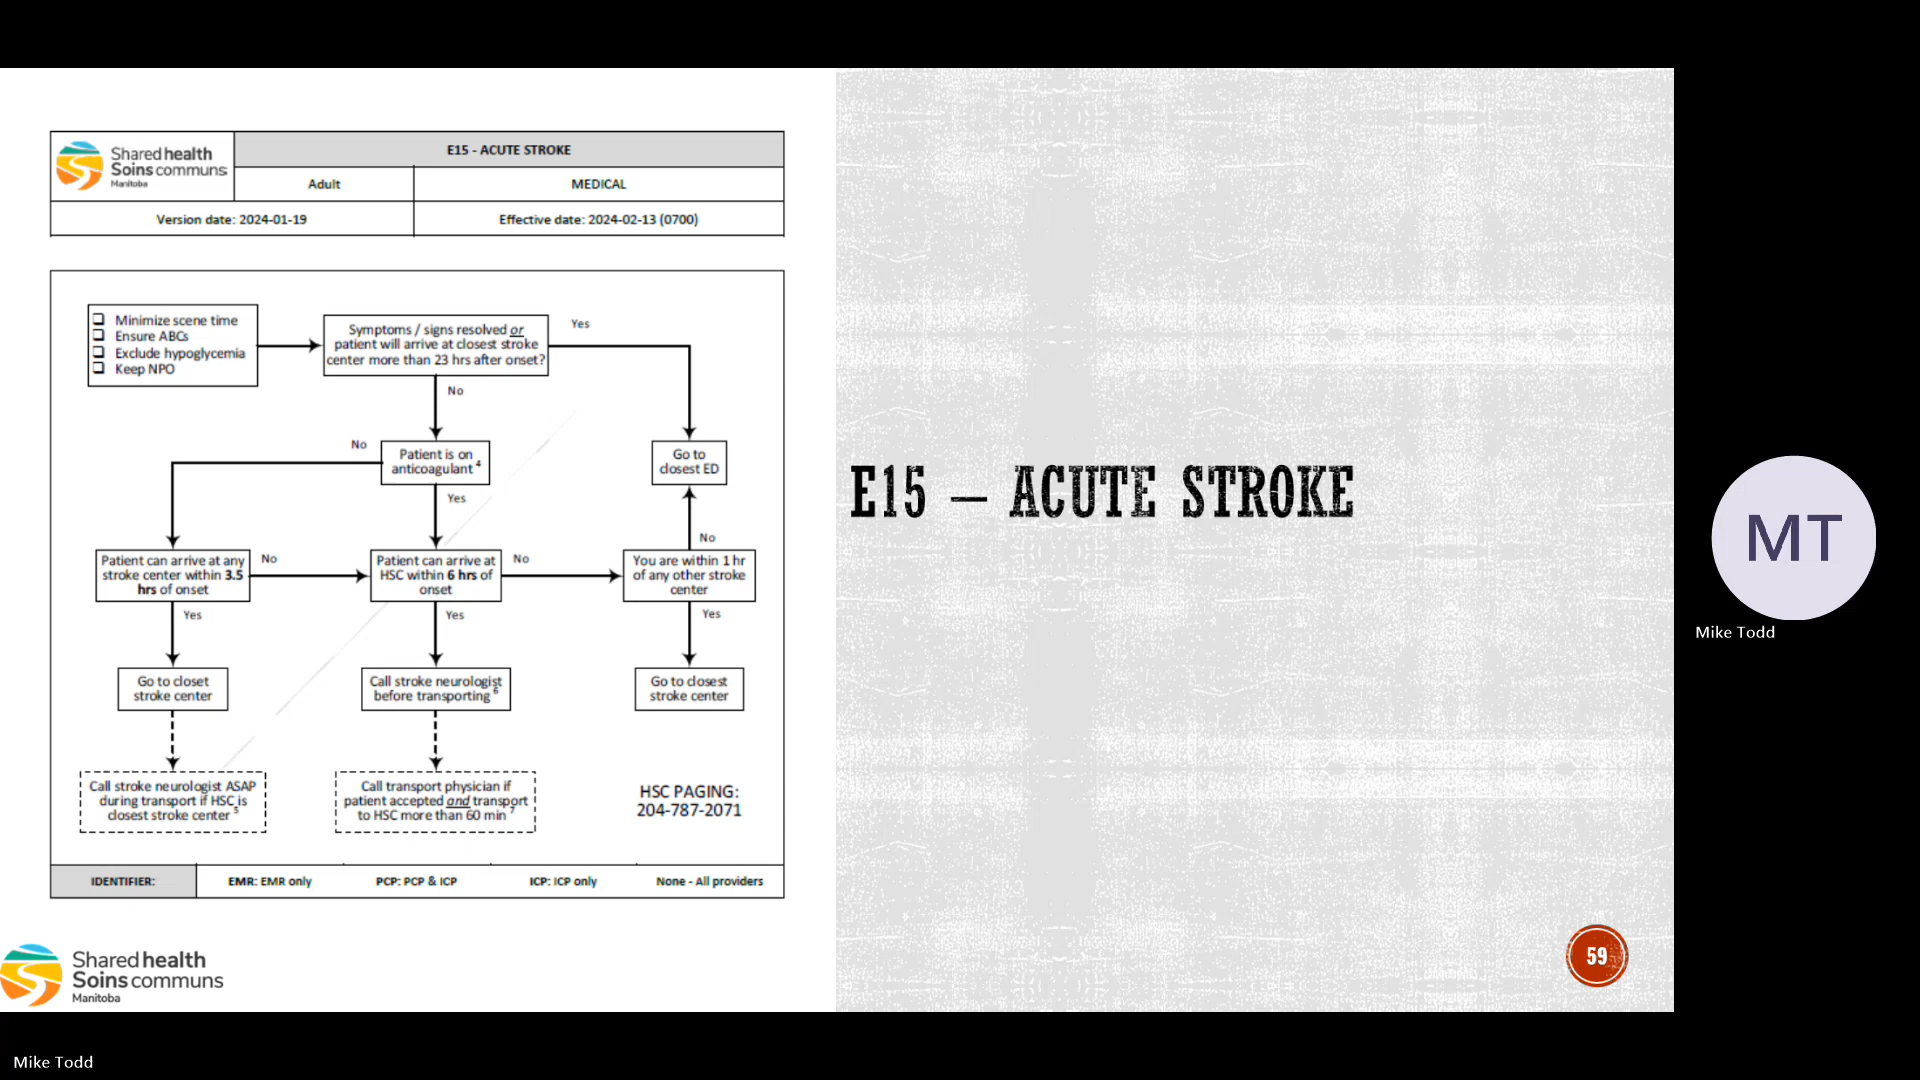 Shared health
Soins communs
Manitoba
E15 - ACUTE STROKE
Adult
MEDICAL
Version date: 2024-01-19
Effective date: 2024-02-13 (0700)
❑ Minimize scene time
❑ Ensure ABCs
❑ Exclude hypoglycemia
❑ Keep NPO
Symptoms / signs resolved or
patient will arrive at closest stroke
center more than 23 hrs after onset?
Yes
No
No
Patient is on
anticoagulant 4
Go to
closest ED
Yes
No
Patient can arrive at any
stroke center within 3.5
hrs of onset
No
Patient can arrive at
HSC within 6 hrs of
onset
No
You are within 1 hr
of any other stroke
center
Yes
Yes
Yes
Go to closet
stroke center
Call stroke neurologist
before transporting 6
Go to closest
stroke center
Call stroke neurologist ASAP
during transport if HSC is
closest stroke center 5
Call transport physician if
patient accepted and transport
to HSC more than 60 min 7
HSC PAGING:
204-787-2071
IDENTIFIER:
EMR: EMR only
PCP: PCP & ICP
ICP: ICP only
None - All providers
Shared health
Soins communs
Manitoba
E15 – ACUTE STROKE
59
MT
Mike Todd
Mike Todd